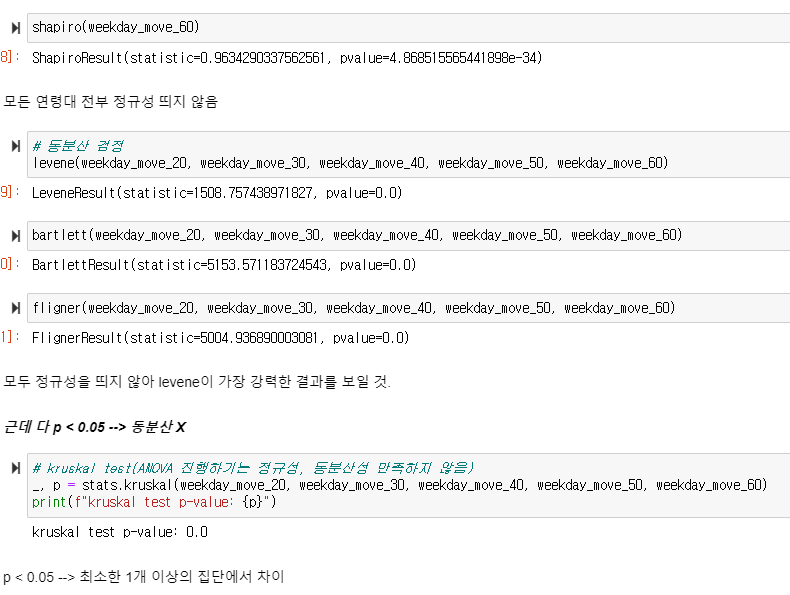 shapiro(weekday_move_60)
8]: ShapiroResult(statistic=0.9634290337562561, pvalue=4.868515565441898e-34)
모든 연령대 전부 정규성 띄지 않음
# 등분산 검정
levene(weekday_move_20, weekday_move_30, weekday_move_40, weekday_move_50, weekday_move_60)
9]: LeveneResult(statistic=1508.757438971827, pvalue=0.0)
bartlett(weekday_move_20, weekday_move_30, weekday_move_40, weekday_move_50, weekday_move_60)
0]: BartlettResult(statistic=5153.571183724543, pvalue=0.0)
fligner(weekday_move_20, weekday_move_30, weekday_move_40, weekday_move_50, weekday_move_60)
1]: FlignerResult(statistic=5004.936890003081, pvalue=0.0)
모두 정규성을 띄지 않아 levene이 가장 강력한 결과를 보일 것.
근데 다 p < 0.05 --> 동분산 X
# kruskal test(ANOVA 진행하기는 정규성, 등분산성 만족하지 않음)
_, p = stats.kruskal(weekday_move_20, weekday_move_30, weekday_move_40, weekday_move_50, weekday_move_60)
print(f"kruskal test p-value: {p}")
kruskal test p-value: 0.0
p < 0.05 --> 최소한 1개 이상의 집단에서 차이